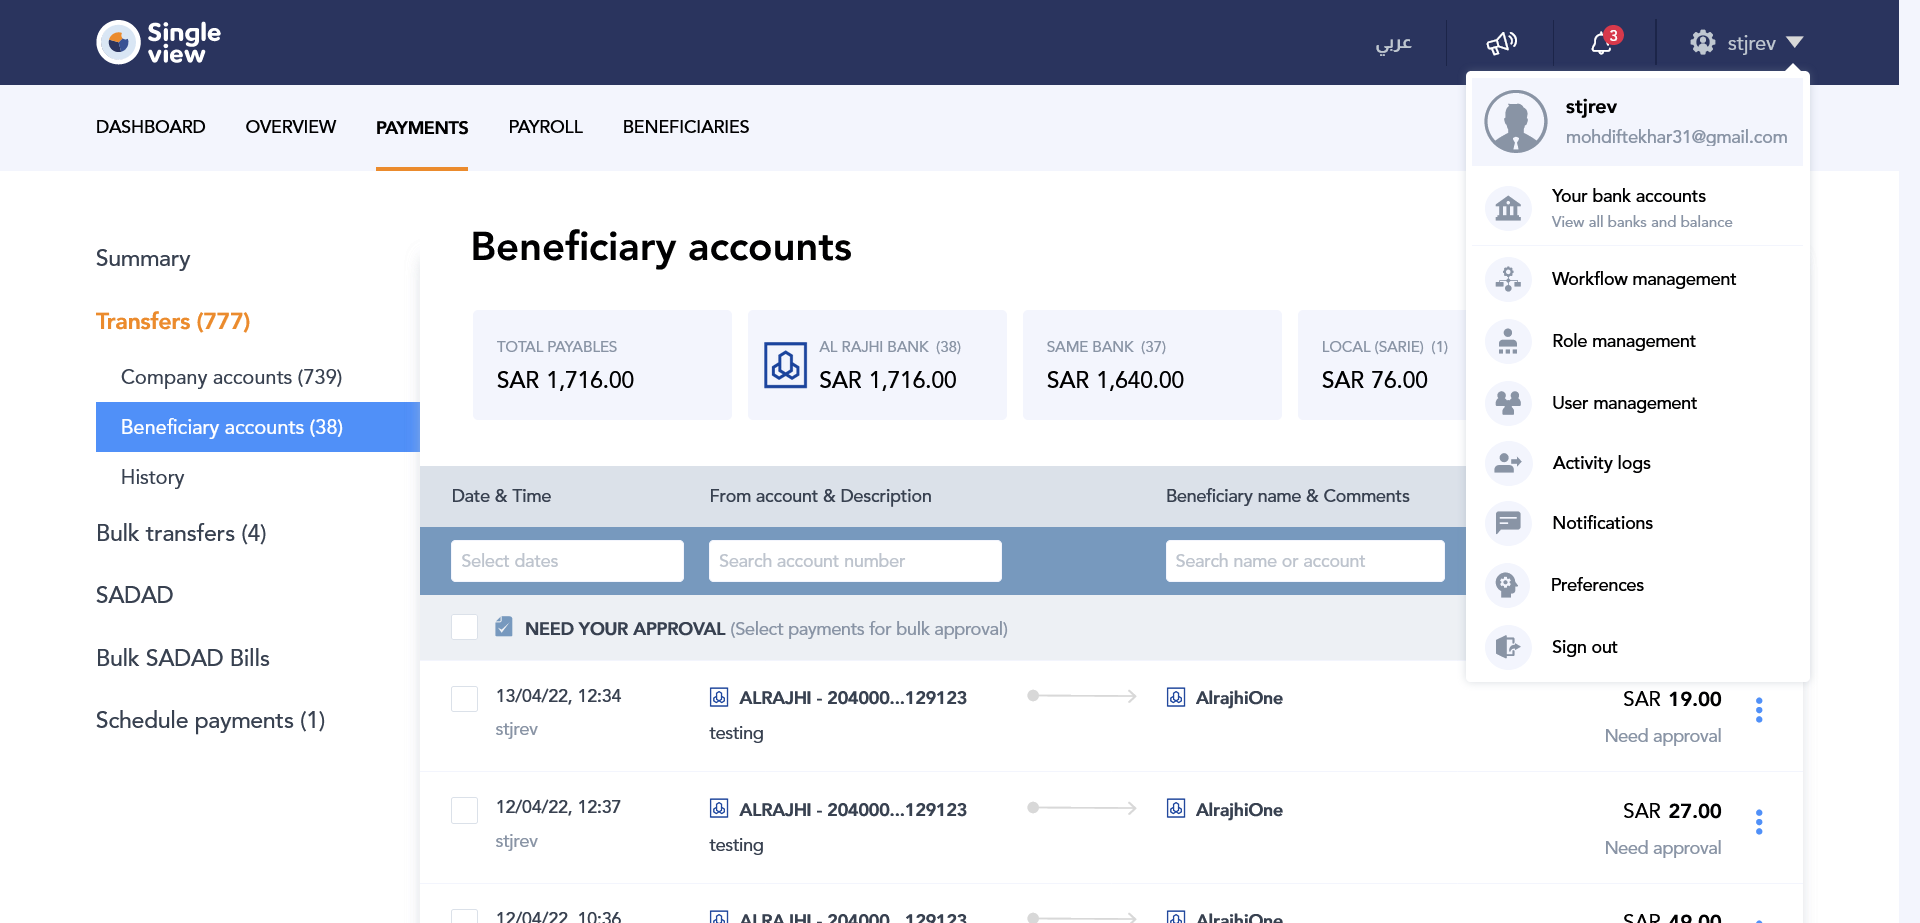 Single
view
عربي
3
stjrev
DASHBOARD
OVERVIEW
PAYMENTS
PAYROLL
BENEFICIARIES
stjrev
mohdiftekhar31@gmail.com
Your bank accounts
View all banks and balance
Workflow management
Role management
User management
Activity logs
Notifications
Preferences
Sign out
Summary
Transfers (777)
Company accounts (739)
Beneficiary accounts (38)
History
Bulk transfers (4)
SADAD
Bulk SADAD Bills
Schedule payments (1)
Beneficiary accounts
TOTAL PAYABLES
SAR 1,716.00
AL RAJHI BANK (38)
SAR 1,716.00
SAME BANK (37)
SAR 1,640.00
LOCAL (SARIE) (1)
SAR 76.00
Date & Time
From account & Description
Beneficiary name & Comments
Select dates
Search account number
Search name or account
NEED YOUR APPROVAL (Select payments for bulk approval)
13/04/22, 12:34
stjrev
ALRAJHI - 204000...129123
testing
AlrajhiOne
SAR 19.00
Need approval
12/04/22, 12:37
stjrev
ALRAJHI - 204000...129123
testing
AlrajhiOne
SAR 27.00
Need approval
12/04/22, 10:36
ALRAJHI - 204000...129123
AlrajhiOne
SAR 49.00